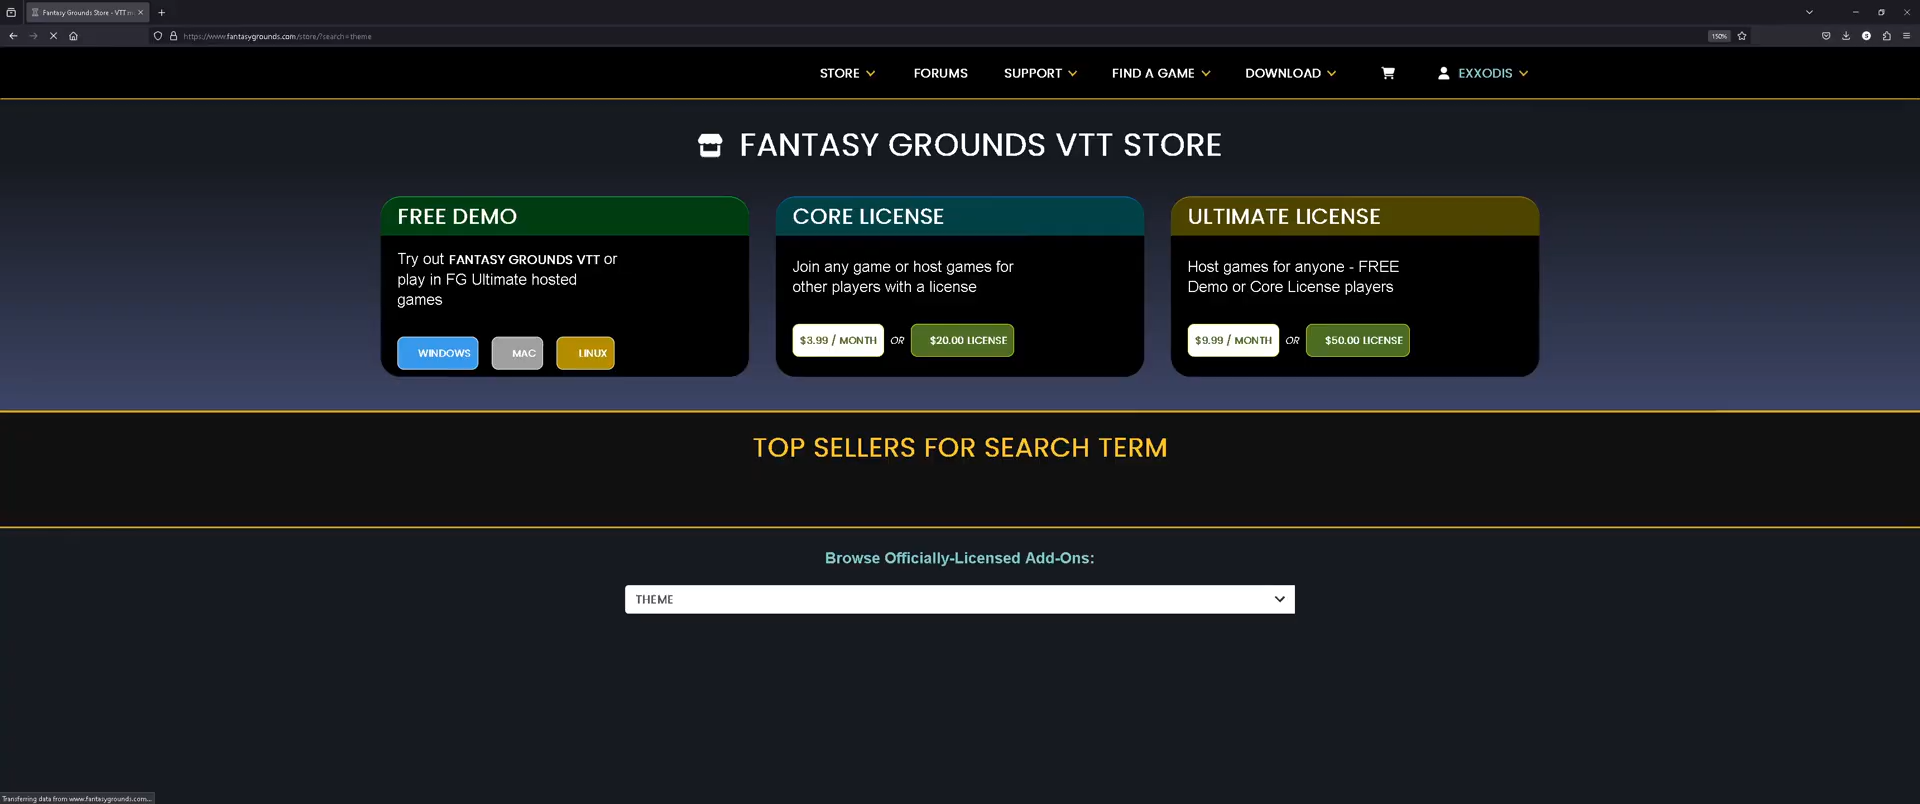 Fantasy Grounds Store - VTT m
https://www.fantasygrounds.com/store/?search=theme
150%
STORE FORUMS SUPPORT FIND A GAME DOWNLOAD EXXODIS
FANTASY GROUNDS VTT STORE
FREE DEMO
Try out FANTASY GROUNDS VTT or
play in FG Ultimate hosted
games
WINDOWS MAC LINUX
CORE LICENSE
Join any game or host games for
other players with a license
$3.99 / MONTH OR $20.00 LICENSE
ULTIMATE LICENSE
Host games for anyone - FREE
Demo or Core License players
$9.99 / MONTH OR $50.00 LICENSE
TOP SELLERS FOR SEARCH TERM
Browse Officially-Licensed Add-Ons:
THEME
Transferring data from www.fantasygrounds.com...